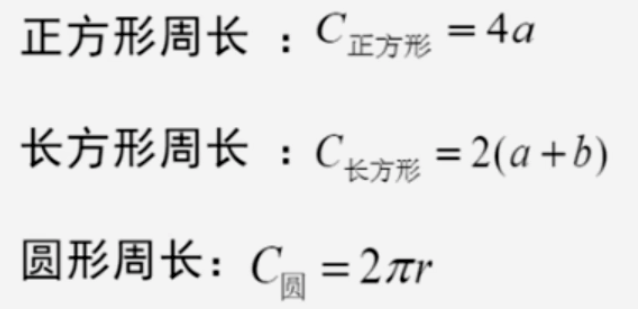 正方形周长 ：C正方形 = 4a
长方形周长 ：C长方形 = 2(a + b)
圆形周长：C圆 = 2πr